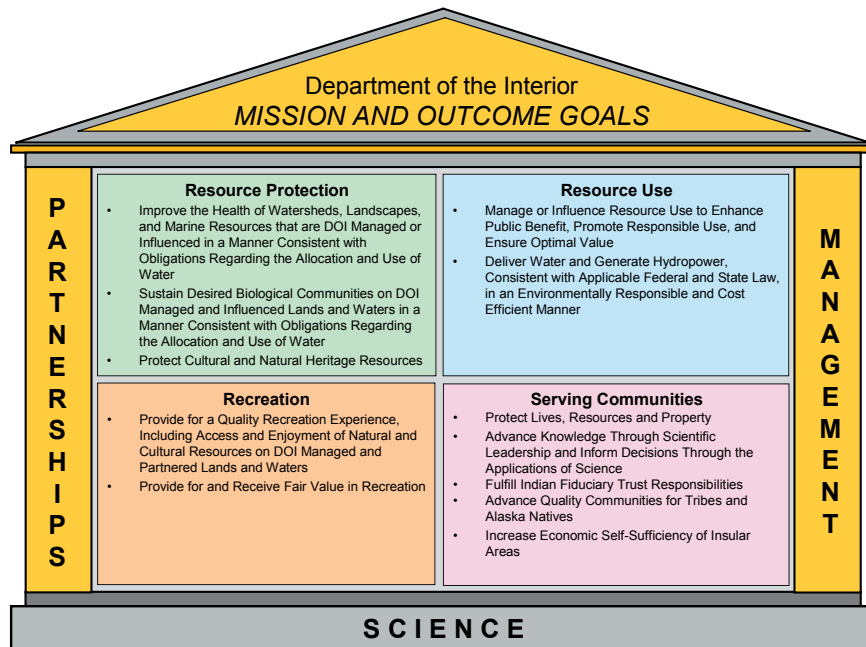 Department of the Interior
MISSION AND OUTCOME GOALS
PARTNERSHIPS
Resource Protection
• Improve the Health of Watersheds, Landscapes,
and Marine Resources that are DOI Managed or
Influenced in a Manner Consistent with
Obligations Regarding the Allocation and Use of
Water
• Sustain Desired Biological Communities on DOI
Managed and Influenced Lands and Waters in a
Manner Consistent with Obligations Regarding
the Allocation and Use of Water
• Protect Cultural and Natural Heritage Resources
Resource Use
• Manage or Influence Resource Use to Enhance
Public Benefit, Promote Responsible Use, and
Ensure Optimal Value
• Deliver Water and Generate Hydropower,
Consistent with Applicable Federal and State Law,
in an Environmentally Responsible and Cost
Efficient Manner
Recreation
• Provide for a Quality Recreation Experience,
Including Access and Enjoyment of Natural and
Cultural Resources on DOI Managed and
Partnered Lands and Waters
• Provide for and Receive Fair Value in Recreation
Serving Communities
• Protect Lives, Resources and Property
• Advance Knowledge Through Scientific
Leadership and Inform Decisions Through the
Applications of Science
• Fulfill Indian Fiduciary Trust Responsibilities
• Advance Quality Communities for Tribes and
Alaska Natives
• Increase Economic Self-Sufficiency of Insular
Areas
MANAGEMENT
SCIENCE